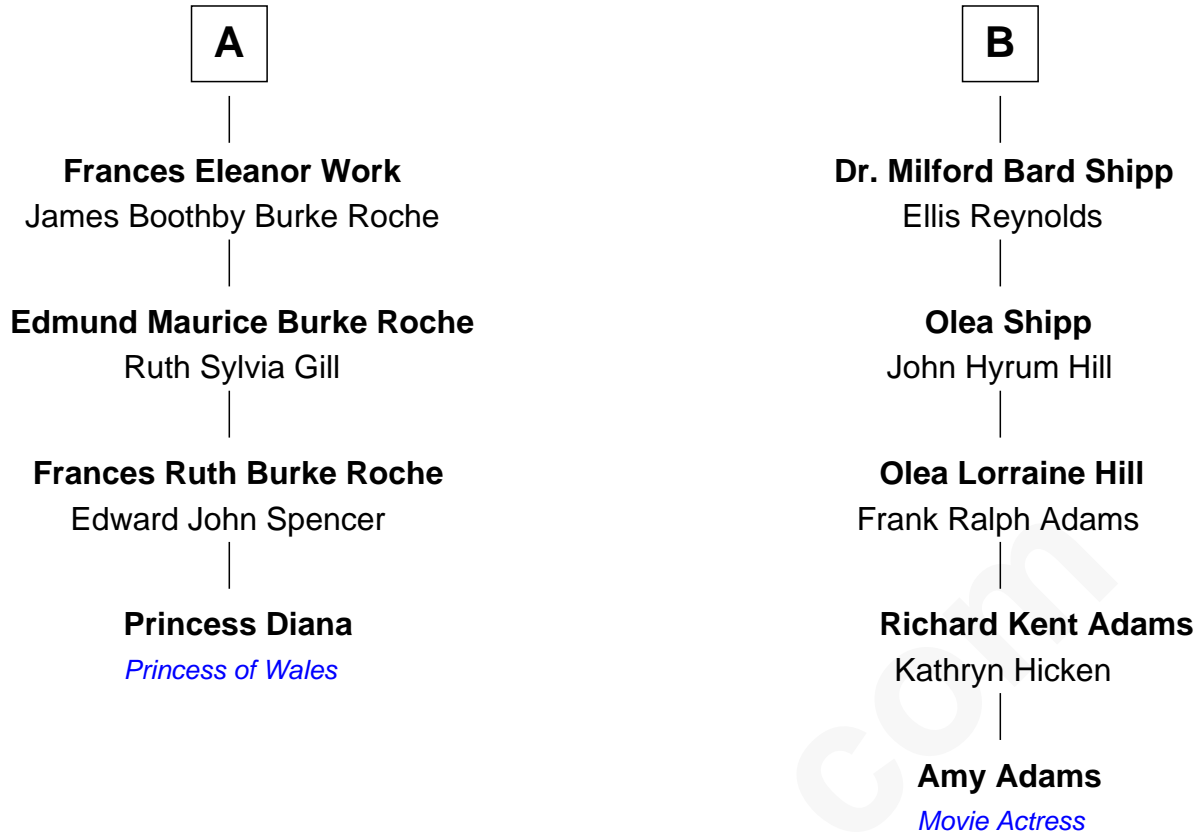 A
Frances Eleanor Work
James Boothby Burke Roche
Edmund Maurice Burke Roche
Ruth Sylvia Gill
Frances Ruth Burke Roche
Edward John Spencer
Princess Diana
Princess of Wales
B
Dr. Milford Bard Shipp
Ellis Reynolds
Olea Shipp
John Hyrum Hill
Olea Lorraine Hill
Frank Ralph Adams
Richard Kent Adams
Kathryn Hicken
Amy Adams
Movie Actress
com